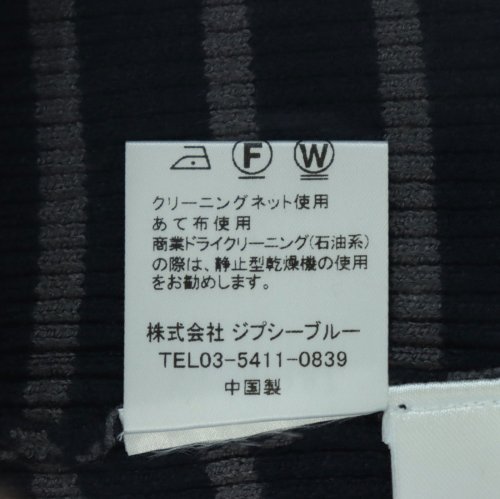 F W
クリーニングネット使用
あて布使用
商業ドライクリーニング(石油系)
の際は、静止型乾燥機の使用
をお勧めします。
株式会社 ジプシーブルー
TEL03-5411-0839
中国製